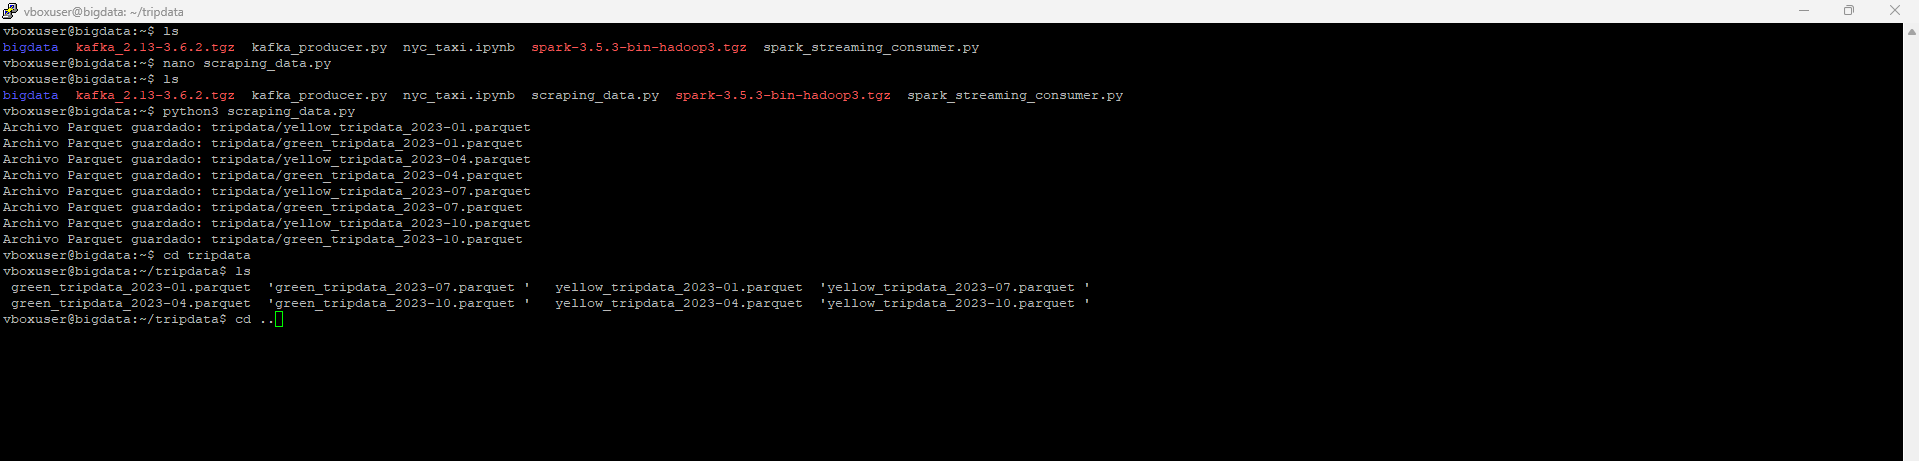 vboxuser@bigdata: ~/tripdata
vboxuser@bigdata:~$ ls
bigdata  kafka_2.13-3.6.2.tgz  kafka_producer.py  nyc_taxi.ipynb  spark-3.5.3-bin-hadoop3.tgz  spark_streaming_consumer.py
vboxuser@bigdata:~$ nano scraping_data.py
vboxuser@bigdata:~$ ls
bigdata  kafka_2.13-3.6.2.tgz  kafka_producer.py  nyc_taxi.ipynb  scraping_data.py  spark-3.5.3-bin-hadoop3.tgz  spark_streaming_consumer.py
vboxuser@bigdata:~$ python3 scraping_data.py
Archivo Parquet guardado: tripdata/yellow_tripdata_2023-01.parquet
Archivo Parquet guardado: tripdata/green_tripdata_2023-01.parquet
Archivo Parquet guardado: tripdata/yellow_tripdata_2023-04.parquet
Archivo Parquet guardado: tripdata/green_tripdata_2023-04.parquet
Archivo Parquet guardado: tripdata/yellow_tripdata_2023-07.parquet
Archivo Parquet guardado: tripdata/green_tripdata_2023-07.parquet
Archivo Parquet guardado: tripdata/yellow_tripdata_2023-10.parquet
Archivo Parquet guardado: tripdata/green_tripdata_2023-10.parquet
vboxuser@bigdata:~$ cd tripdata
vboxuser@bigdata:~/tripdata$ ls
 green_tripdata_2023-01.parquet  'green_tripdata_2023-07.parquet '   yellow_tripdata_2023-01.parquet  'yellow_tripdata_2023-07.parquet '
 green_tripdata_2023-04.parquet  'green_tripdata_2023-10.parquet '   yellow_tripdata_2023-04.parquet  'yellow_tripdata_2023-10.parquet '
vboxuser@bigdata:~/tripdata$ cd ..